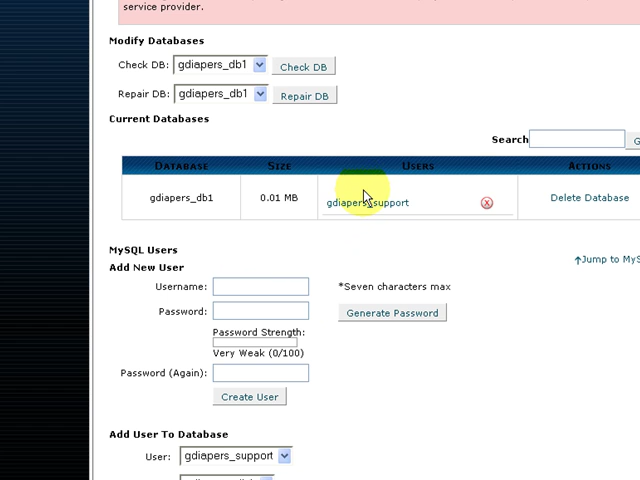 service provider.
Modify Databases
Check DB: gdiapers_db1 Check DB
Repair DB: gdiapers_db1 Repair DB
Current Databases
Search
DATABASE SIZE USERS ACTIONS
gdiapers_db1 0.01 MB gdiapers_support Delete Database
MySQL Users
Jump to MyS
Add New User
Username: *Seven characters max
Password: Generate Password
Password Strength:
Very Weak (0/100)
Password (Again):
Create User
Add User To Database
User: gdiapers_support